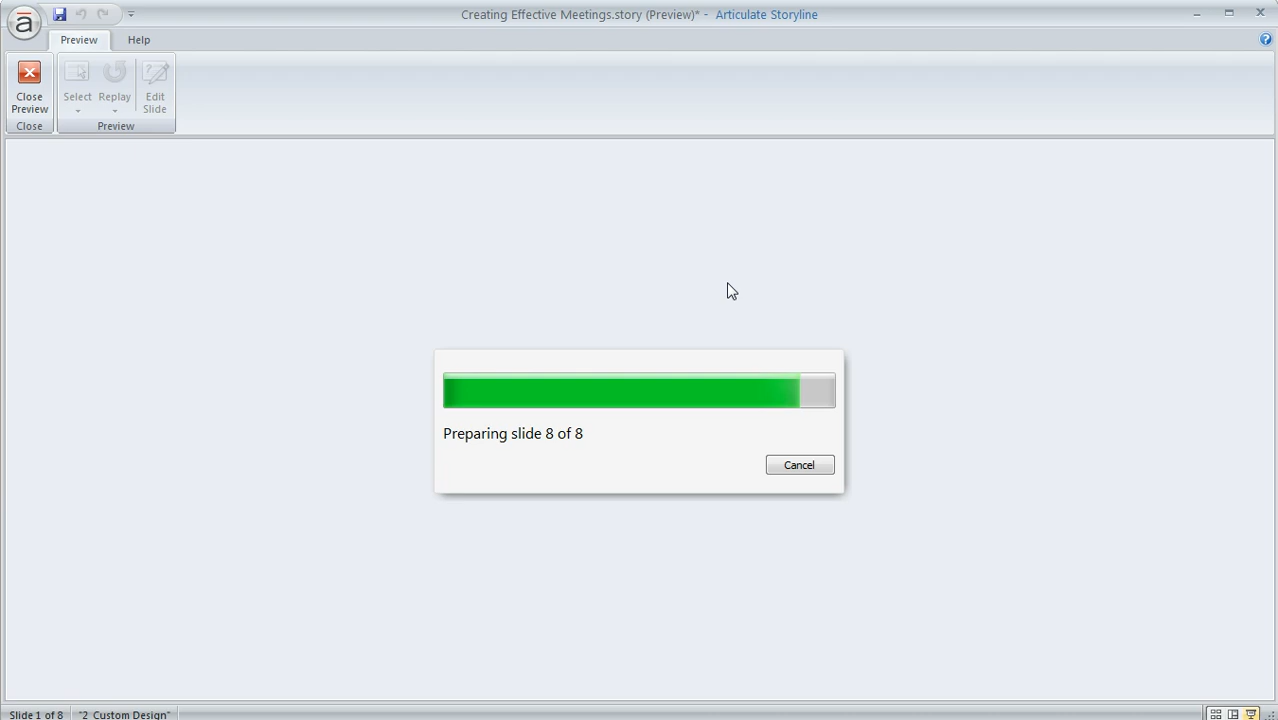 Creating Effective Meetings.story (Preview)* - Articulate Storyline
Preview Help
Close Preview
Select
Replay
Edit Slide
Close
Preview
Preparing slide 8 of 8
Cancel
Slide 1 of 8 "2_Custom Design"